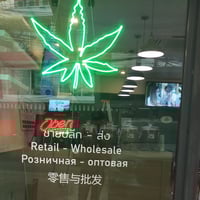 Open
ขายปลีก - ส่ง
Retail - Wholesale
Розничная - оптовая
零售与批发